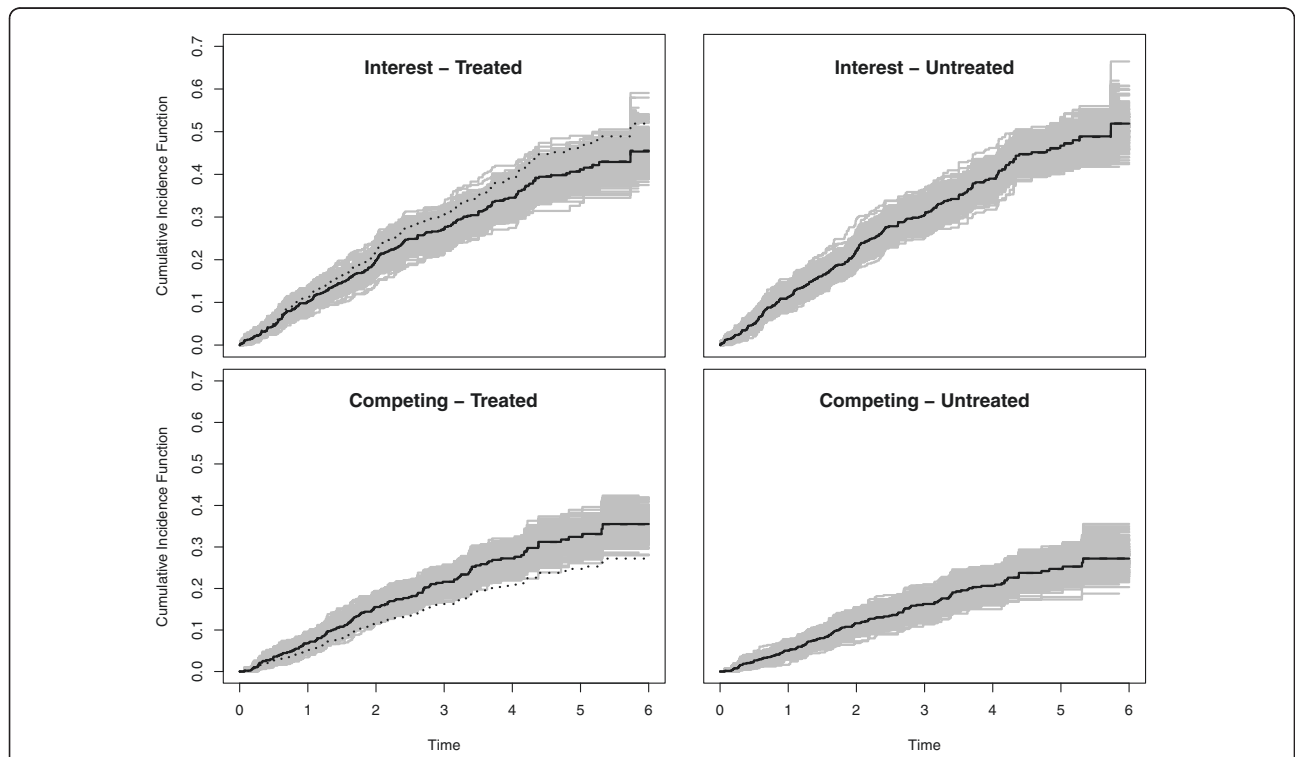 Interest – Treated
Interest – Untreated
Cumulative Incidence Function
0.7
0.6
0.5
0.4
0.3
0.2
0.1
0.0
Competing – Treated
Competing – Untreated
Cumulative Incidence Function
0.7
0.6
0.5
0.4
0.3
0.2
0.1
0.0
0 1 2 3 4 5 6
0 1 2 3 4 5 6
Time
Time